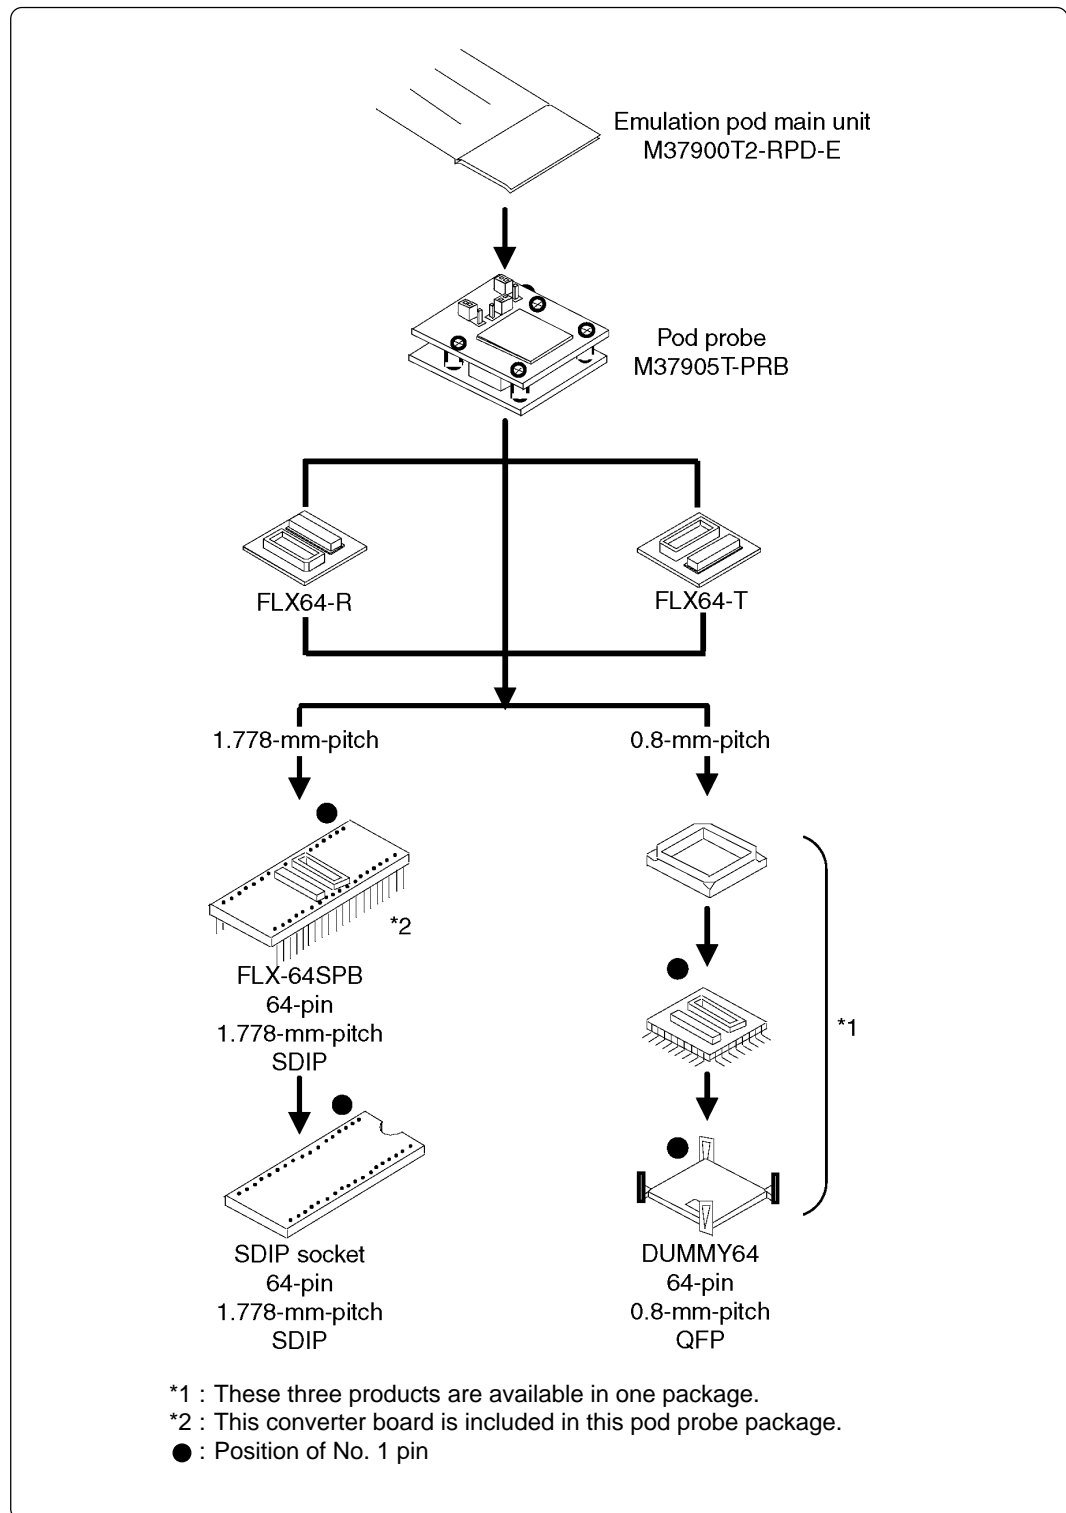 Emulation pod main unit
M37900T2-RPD-E
Pod probe
M37905T-PRB
FLX64-R
FLX64-T
1.778-mm-pitch
0.8-mm-pitch
*2
FLX-64SPB
64-pin
1.778-mm-pitch
SDIP
*1
SDIP socket
64-pin
1.778-mm-pitch
SDIP
DUMMY64
64-pin
0.8-mm-pitch
QFP
*1 : These three products are available in one package.
*2 : This converter board is included in this pod probe package.
● : Position of No. 1 pin